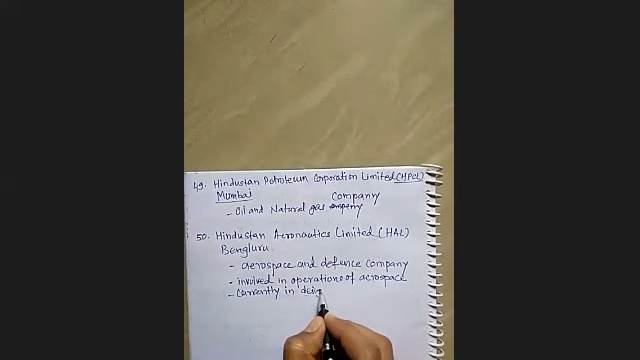 49. Hindustan Petroleum Corporation Limited (HPCL)
Mumbai
- Oil and Natural gas Company
50. Hindustan Aeronautics Limited (HAL)
Bengluru
- aerospace and defence Company
- involved in operations of aerospace
- Currently in